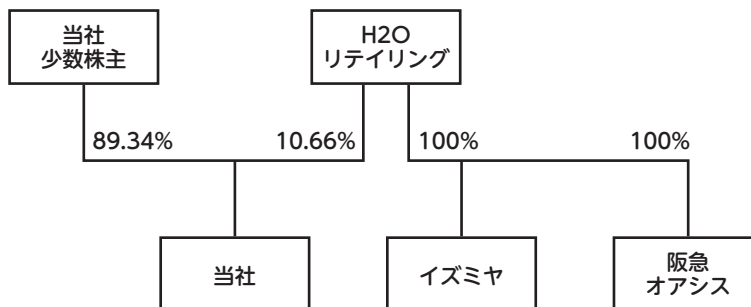 当社
少数株主
H2O
リテイリング
89.34%
10.66%
100%
100%
当社
イズミヤ
阪急
オアシス